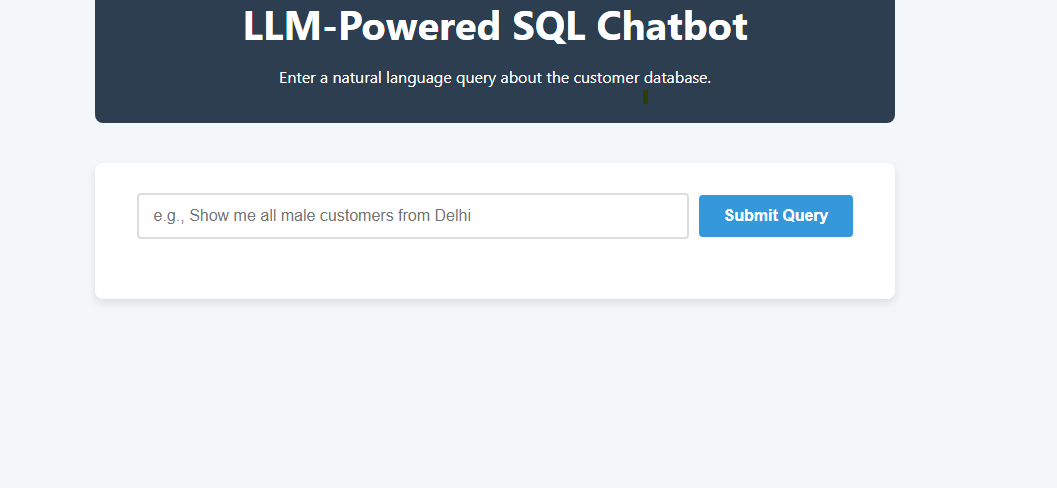 LLM-Powered SQL Chatbot
Enter a natural language query about the customer database.
e.g., Show me all male customers from Delhi
Submit Query